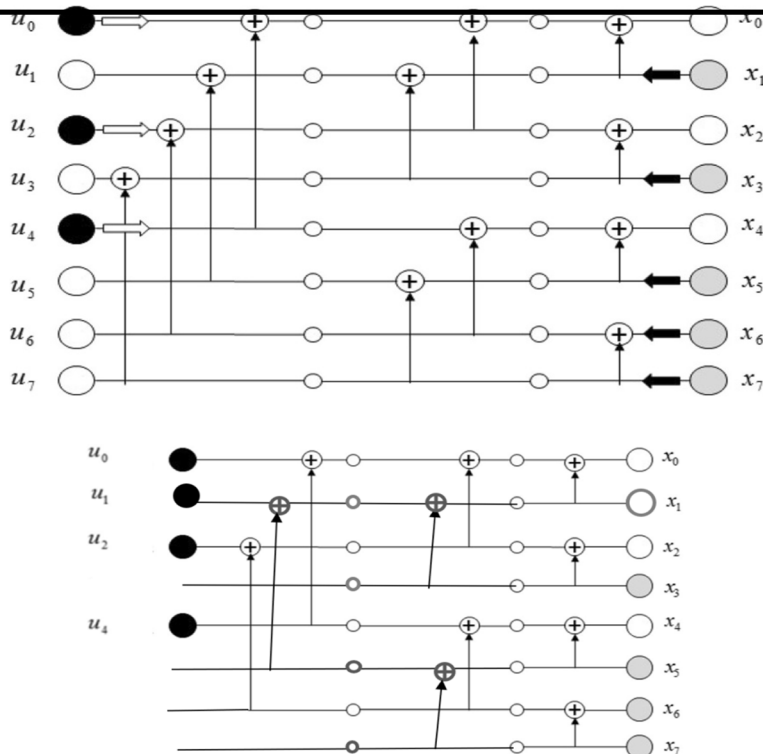 u₀ x₀
u₁ x₁
u₂ x₂
u₃ x₃
u₄ x₄
u₅ x₅
u₆ x₆
u₇ x₇
u₀ x₀
u₁ x₁
u₂ x₂
x₃
u₄ x₄
x₅
x₆
x₇